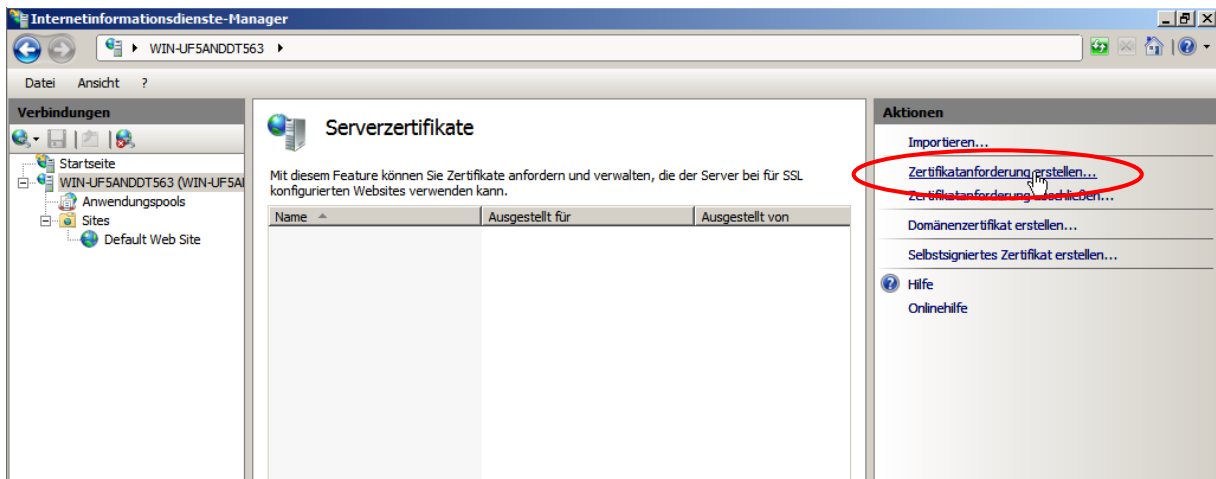 Internetinformationsdienste-Manager
WIN-UF5ANDDT563
Datei Ansicht ?
Verbindungen
Startseite
WIN-UF5ANDDT563 (WIN-UF5AI
Anwendungspools
Sites
Default Web Site
Serverzertifikate
Mit diesem Feature können Sie Zertifikate anfordern und verwalten, die der Server bei für SSL
konfigurierten Websites verwenden kann.
Name Ausgestellt für Ausgestellt von
Aktionen
Importieren...
Zertifikatanforderung erstellen...
Zertifikatanforderung abschließen...
Domänenzertifikat erstellen...
Selbstsigniertes Zertifikat erstellen...
Hilfe
Onlinehilfe